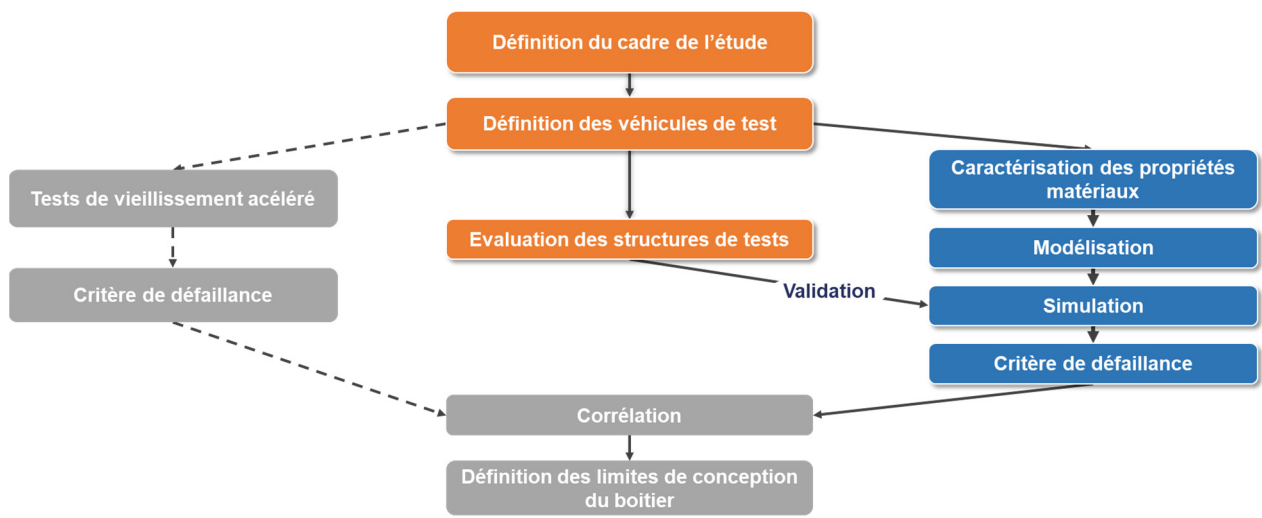 Définition du cadre de l'étude
Définition des véhicules de test
Tests de vieillissement acéléré
Critère de défaillance
Evaluation des structures de tests
Caractérisation des propriétés
matériaux
Modélisation
Validation
Simulation
Critère de défaillance
Corrélation
Définition des limites de conception
du boitier